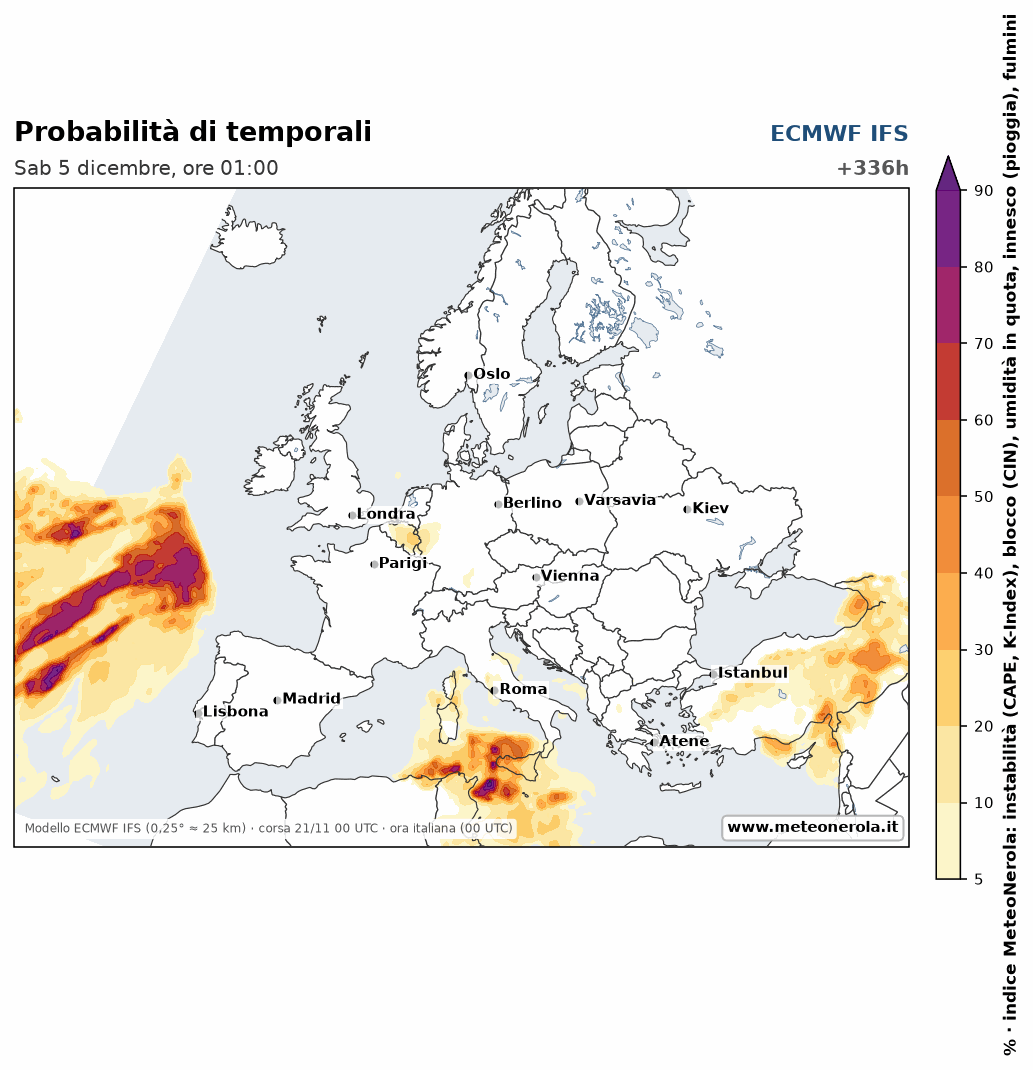 Probabilità di temporali
ECMWF IFS
Sab 5 dicembre, ore 01:00
+336h
Oslo
Londra
Berlino
Varsavia
Kiev
Parigi
Vienna
Madrid
Lisbona
Roma
Istanbul
Atene
Modello ECMWF IFS (0,25° ≈ 25 km) · corsa 21/11 00 UTC · ora italiana (00 UTC)
www.meteonerola.it
90
80
70
60
50
40
30
20
10
5
% · indice MeteoNerola: instabilità (CAPE, K-Index), blocco (CIN), umidità in quota, innesco (pioggia), fulmini